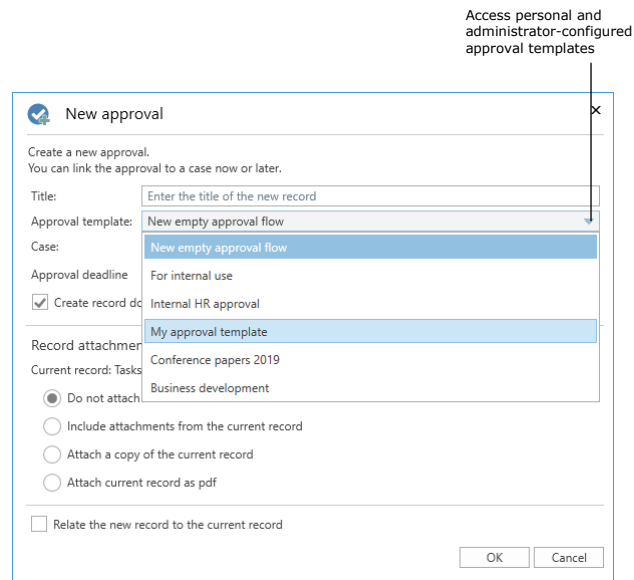 Access personal and
administrator-configured
approval templates
New approval
Create a new approval.
You can link the approval to a case now or later.
Title:
Enter the title of the new record
Approval template:
New empty approval flow
Case:
New empty approval flow
Approval deadline
For internal use
Create record do
Internal HR approval
My approval template
Record attachmen
Conference papers 2019
Current record: Tasks
Business development
Do not attach
Include attachments from the current record
Attach a copy of the current record
Attach current record as pdf
Relate the new record to the current record
OK
Cancel